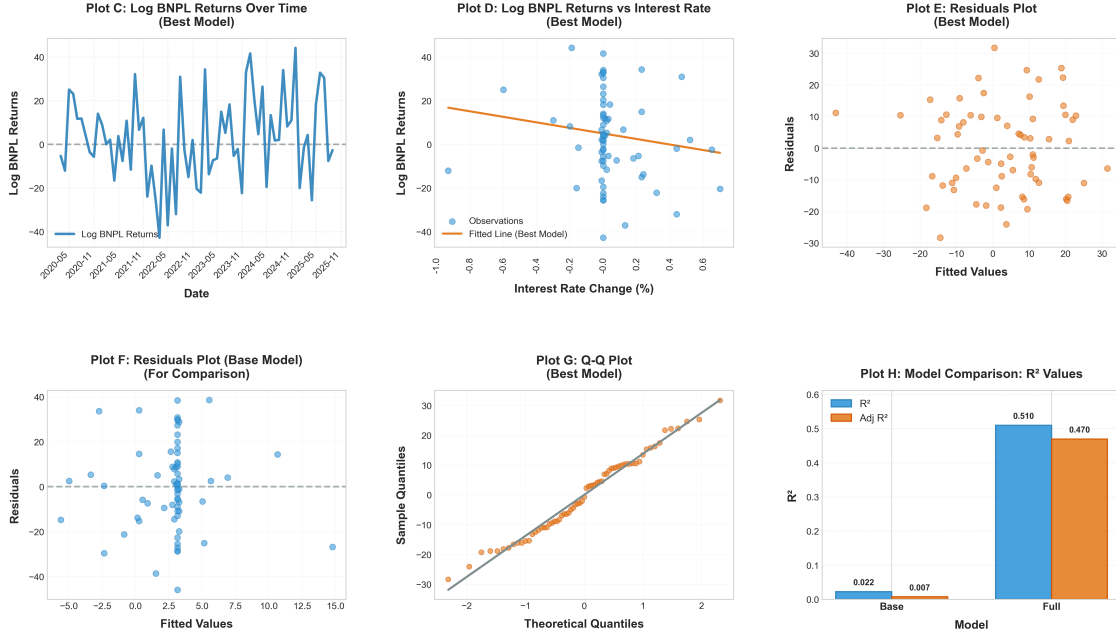 Plot C: Log BNPL Returns Over Time
(Best Model)
Log BNPL Returns
40
20
0
−20
−40
Log BNPL Returns
2020-05
2020-11
2021-05
2021-11
2022-05
2022-11
2023-05
2023-11
2024-05
2024-11
2025-05
2025-11
Date
Plot D: Log BNPL Returns vs Interest Rate
(Best Model)
Log BNPL Returns
40
20
0
−20
−40
Observations
Fitted Line (Best Model)
-1.0
-0.8
-0.6
-0.4
-0.2
-0.0
0.2
0.4
0.6
Interest Rate Change (%)
Plot E: Residuals Plot
(Best Model)
Residuals
30
20
10
0
−10
−20
−30
−40
−30
−20
−10
0
10
20
30
Fitted Values
Plot F: Residuals Plot (Base Model)
(For Comparison)
Residuals
40
20
0
−20
−40
−5.0
−2.5
0.0
2.5
5.0
7.5
10.0
12.5
15.0
Fitted Values
Plot G: Q-Q Plot
(Best Model)
Sample Quantiles
30
20
10
0
−10
−20
−30
−2
−1
0
1
2
Theoretical Quantiles
Plot H: Model Comparison: R² Values
R²
0.6
0.5
0.4
0.3
0.2
0.1
0.0
R²
Adj R²
0.022
0.007
0.510
0.470
Base
Full
Model